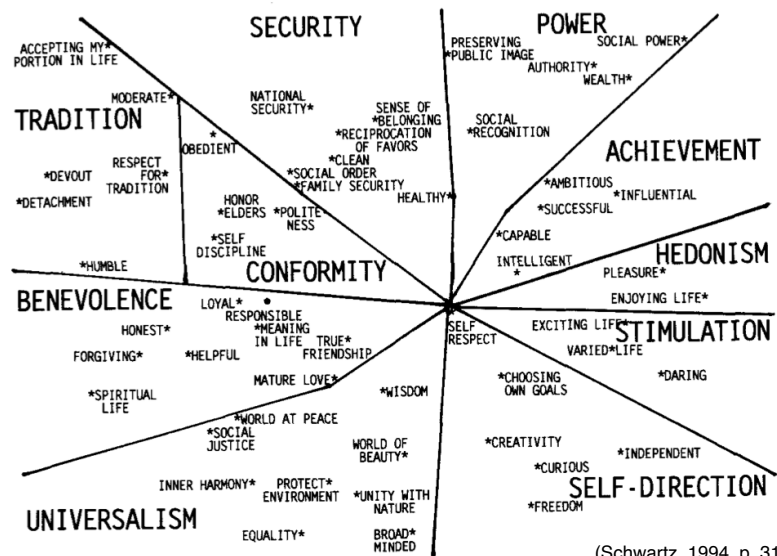 SECURITY
POWER
ACCEPTING MY*
PORTION IN LIFE
PRESERVING
*PUBLIC IMAGE
SOCIAL POWER*
AUTHORITY*
WEALTH*
MODERATE*
NATIONAL
SECURITY*
SENSE OF
*BELONGING
*RECIPROCATION
OF FAVORS
*CLEAN
*SOCIAL ORDER
*FAMILY SECURITY
HEALTHY*
SOCIAL
*RECOGNITION
TRADITION
*
OBEDIENT
*DEVOUT
RESPECT
FOR*
TRADITION
*DETACHMENT
HONOR
*ELDERS
*POLITE-
NESS
*SELF
DISCIPLINE
*HUMBLE
CONFORMITY
ACHIEVEMENT
*AMBITIOUS
*INFLUENTIAL
*SUCCESSFUL
*CAPABLE
INTELLIGENT
*
HEDONISM
PLEASURE*
ENJOYING LIFE*
BENEVOLENCE
LOYAL*
RESPONSIBLE
HONEST*
*MEANING
IN LIFE
TRUE*
FRIENDSHIP
FORGIVING*
*HELPFUL
MATURE LOVE*
*SPIRITUAL
LIFE
*
SELF
RESPECT
EXCITING LIFE*
STIMULATION
VARIED*LIFE
*DARING
*CHOOSING
OWN GOALS
*CREATIVITY
*INDEPENDENT
*CURIOUS
SELF-DIRECTION
*FREEDOM
*WISDOM
*WORLD AT PEACE
*SOCIAL
JUSTICE
WORLD OF
BEAUTY*
INNER HARMONY*
PROTECT*
ENVIRONMENT
*UNITY WITH
NATURE
UNIVERSALISM
EQUALITY*
BROAD*
MINDED
(Schwartz, 1994, p. 31